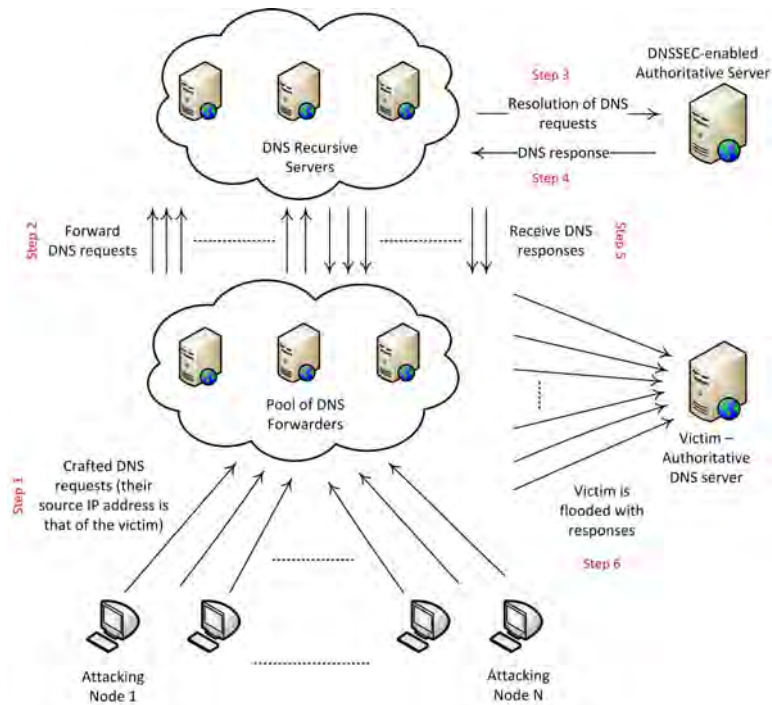 DNSSEC-enabled
Authoritative Server
Step 3
Resolution of DNS
requests
DNS response
Step 4
DNS Recursive
Servers
Step 2
Forward
DNS requests
Receive DNS
responses
Step 5
Pool of DNS
Forwarders
Victim –
Authoritative
DNS server
Step 1
Crafted DNS
requests (their
source IP address is
that of the victim)
Victim is
flooded with
responses
Step 6
Attacking
Node 1
Attacking
Node N